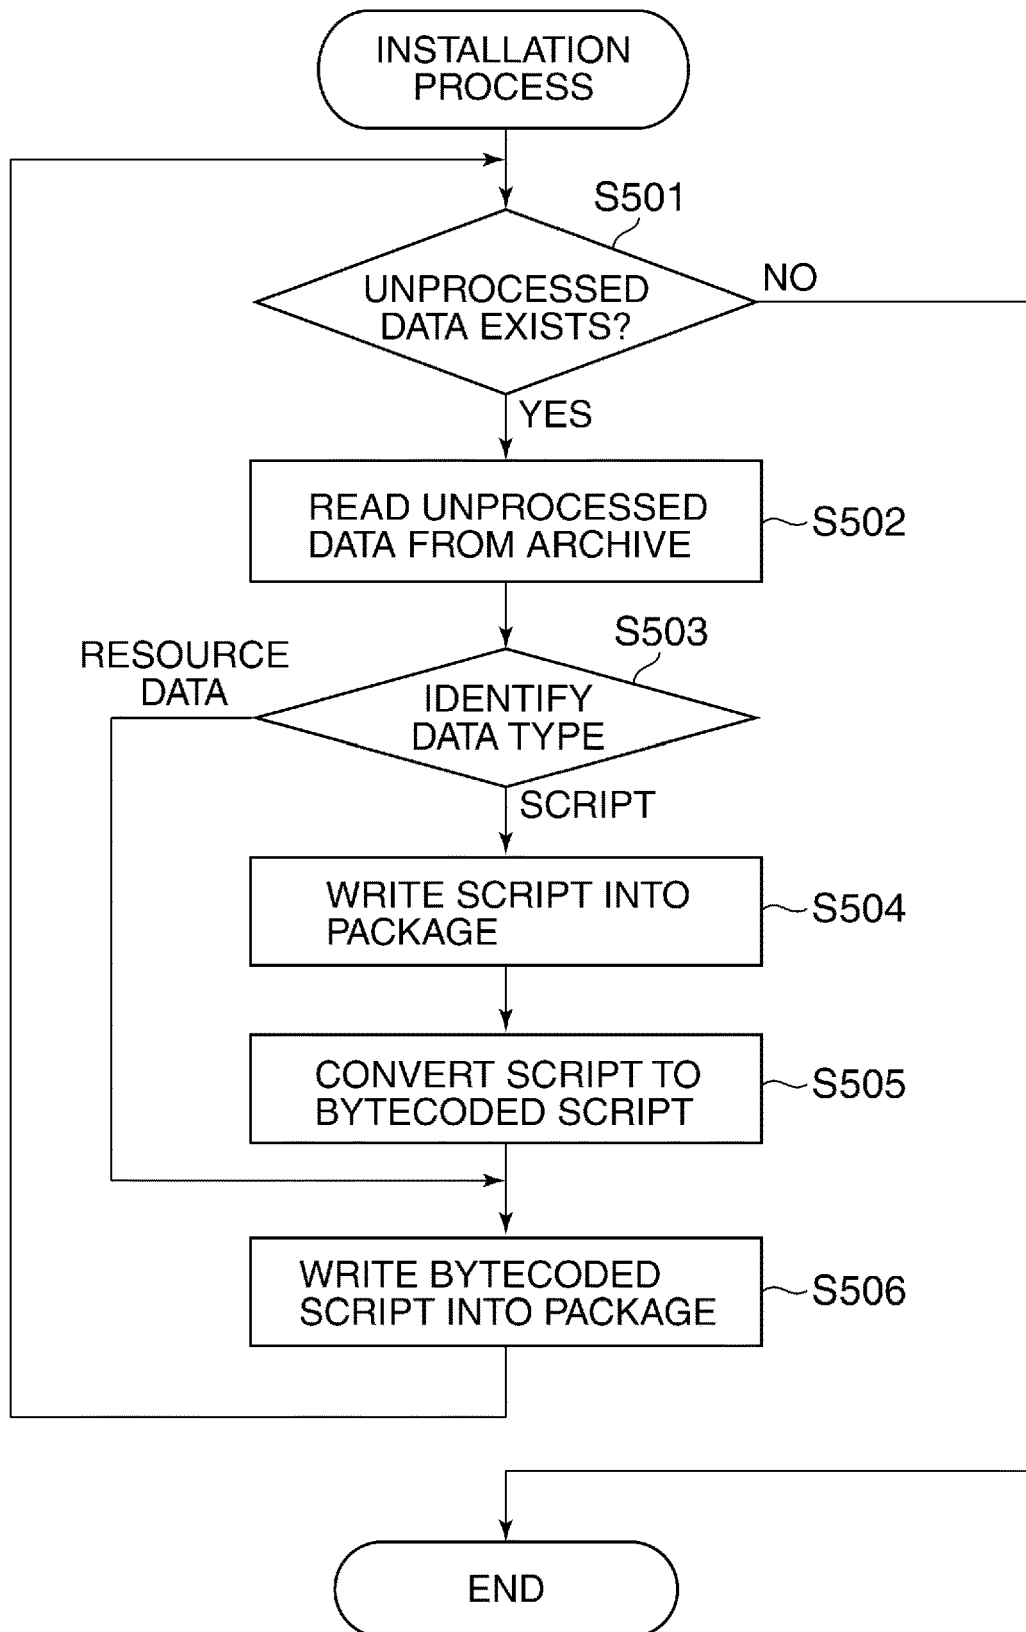 INSTALLATION
PROCESS
S501
UNPROCESSED
DATA EXISTS?
NO
YES
READ UNPROCESSED
DATA FROM ARCHIVE
S502
S503
RESOURCE
DATA
IDENTIFY
DATA TYPE
SCRIPT
WRITE SCRIPT INTO
PACKAGE
S504
CONVERT SCRIPT TO
BYTECODED SCRIPT
S505
WRITE BYTECODED
SCRIPT INTO PACKAGE
S506
END